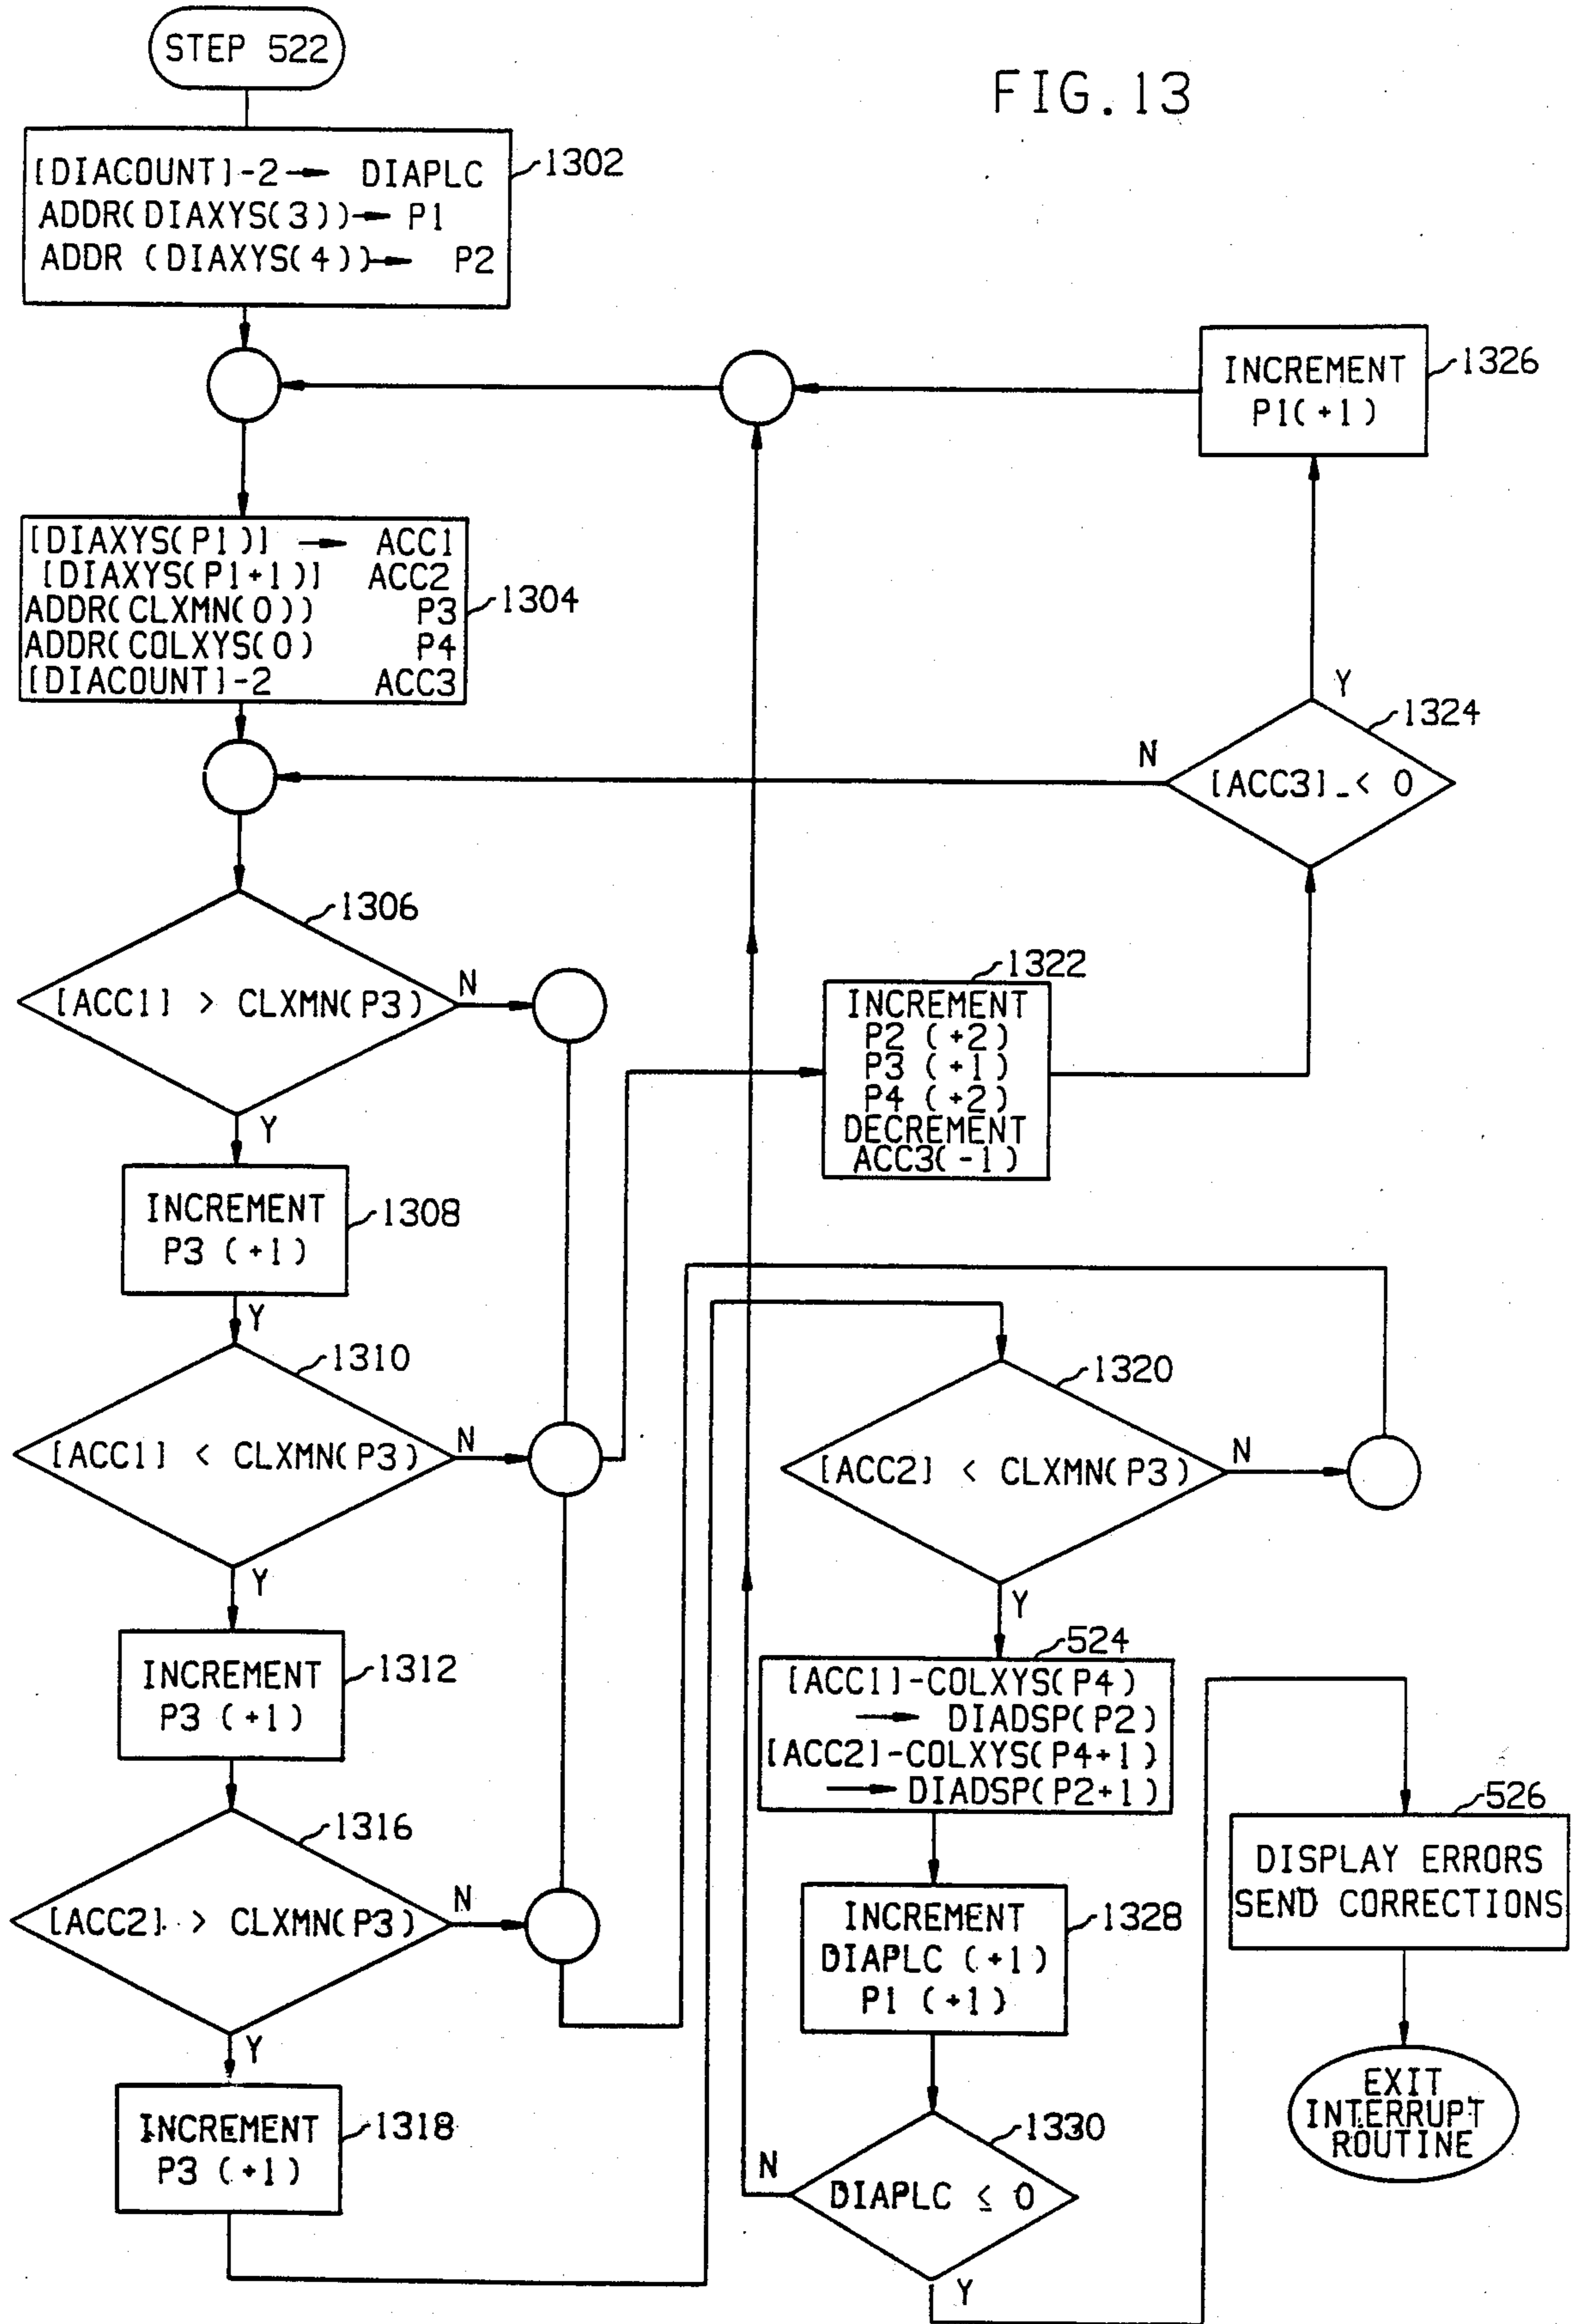 STEP 522
FIG.13
[DIACOUNT]-2→ DIAPLC
ADDR(DIAXYS(3))→ P1
ADDR (DIAXYS(4))→ P2
1302
INCREMENT
P1(+1)
1326
[DIAXYS(P1)] → ACC1
[DIAXYS(P1+1)] ACC2
ADDR(CLXMN(0)) P3
ADDR(COLXYS(0) P4
[DIACOUNT]-2 ACC3
1304
Y
1324
N
[ACC3]_< 0
1306
[ACC1] > CLXMN(P3)
N
Y
1322
INCREMENT
P2 (+2)
P3 (+1)
P4 (+2)
DECREMENT
ACC3(-1)
INCREMENT
P3 (+1)
1308
Y
1310
[ACC1] < CLXMN(P3)
N
Y
1320
[ACC2] < CLXMN(P3)
N
Y
INCREMENT
P3 (+1)
1312
524
[ACC1]-COLXYS(P4)
→ DIADSP(P2)
[ACC2]-COLXYS(P4+1)
→ DIADSP(P2+1)
1316
[ACC2] > CLXMN(P3)
N
Y
526
DISPLAY ERRORS
SEND CORRECTIONS
INCREMENT
DIAPLC (+1)
P1 (+1)
1328
INCREMENT
P3 (+1)
1318
1330
N
DIAPLC ≤ 0
Y
EXIT
INTERRUPT
ROUTINE